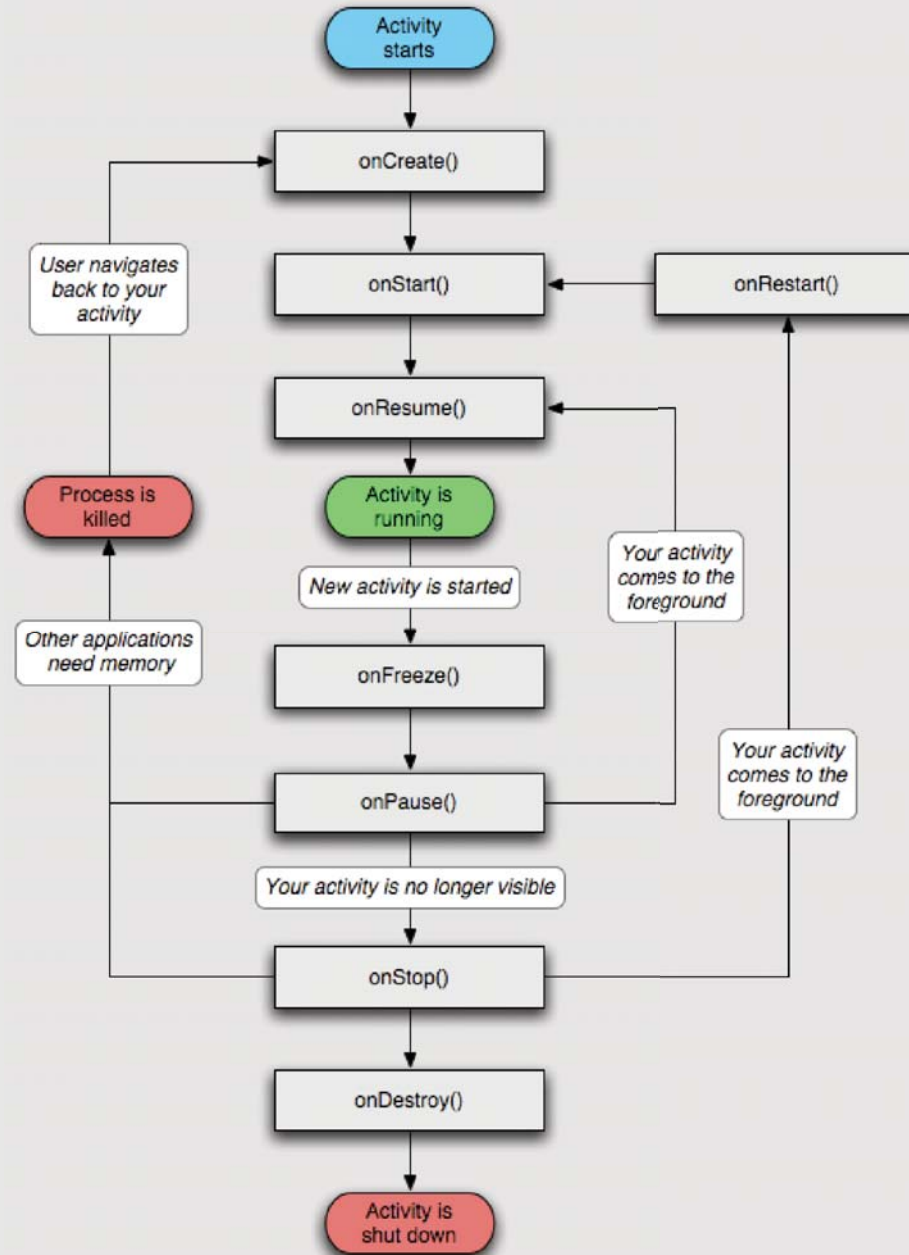 Activity
starts
onCreate()
User navigates
back to your
activity
onStart()
onRestart()
onResume()
Process is
killed
Activity is
running
Your activity
comes to the
foreground
New activity is started
Other applications
need memory
onFreeze()
Your activity
comes to the
foreground
onPause()
Your activity is no longer visible
onStop()
onDestroy()
Activity is
shut down